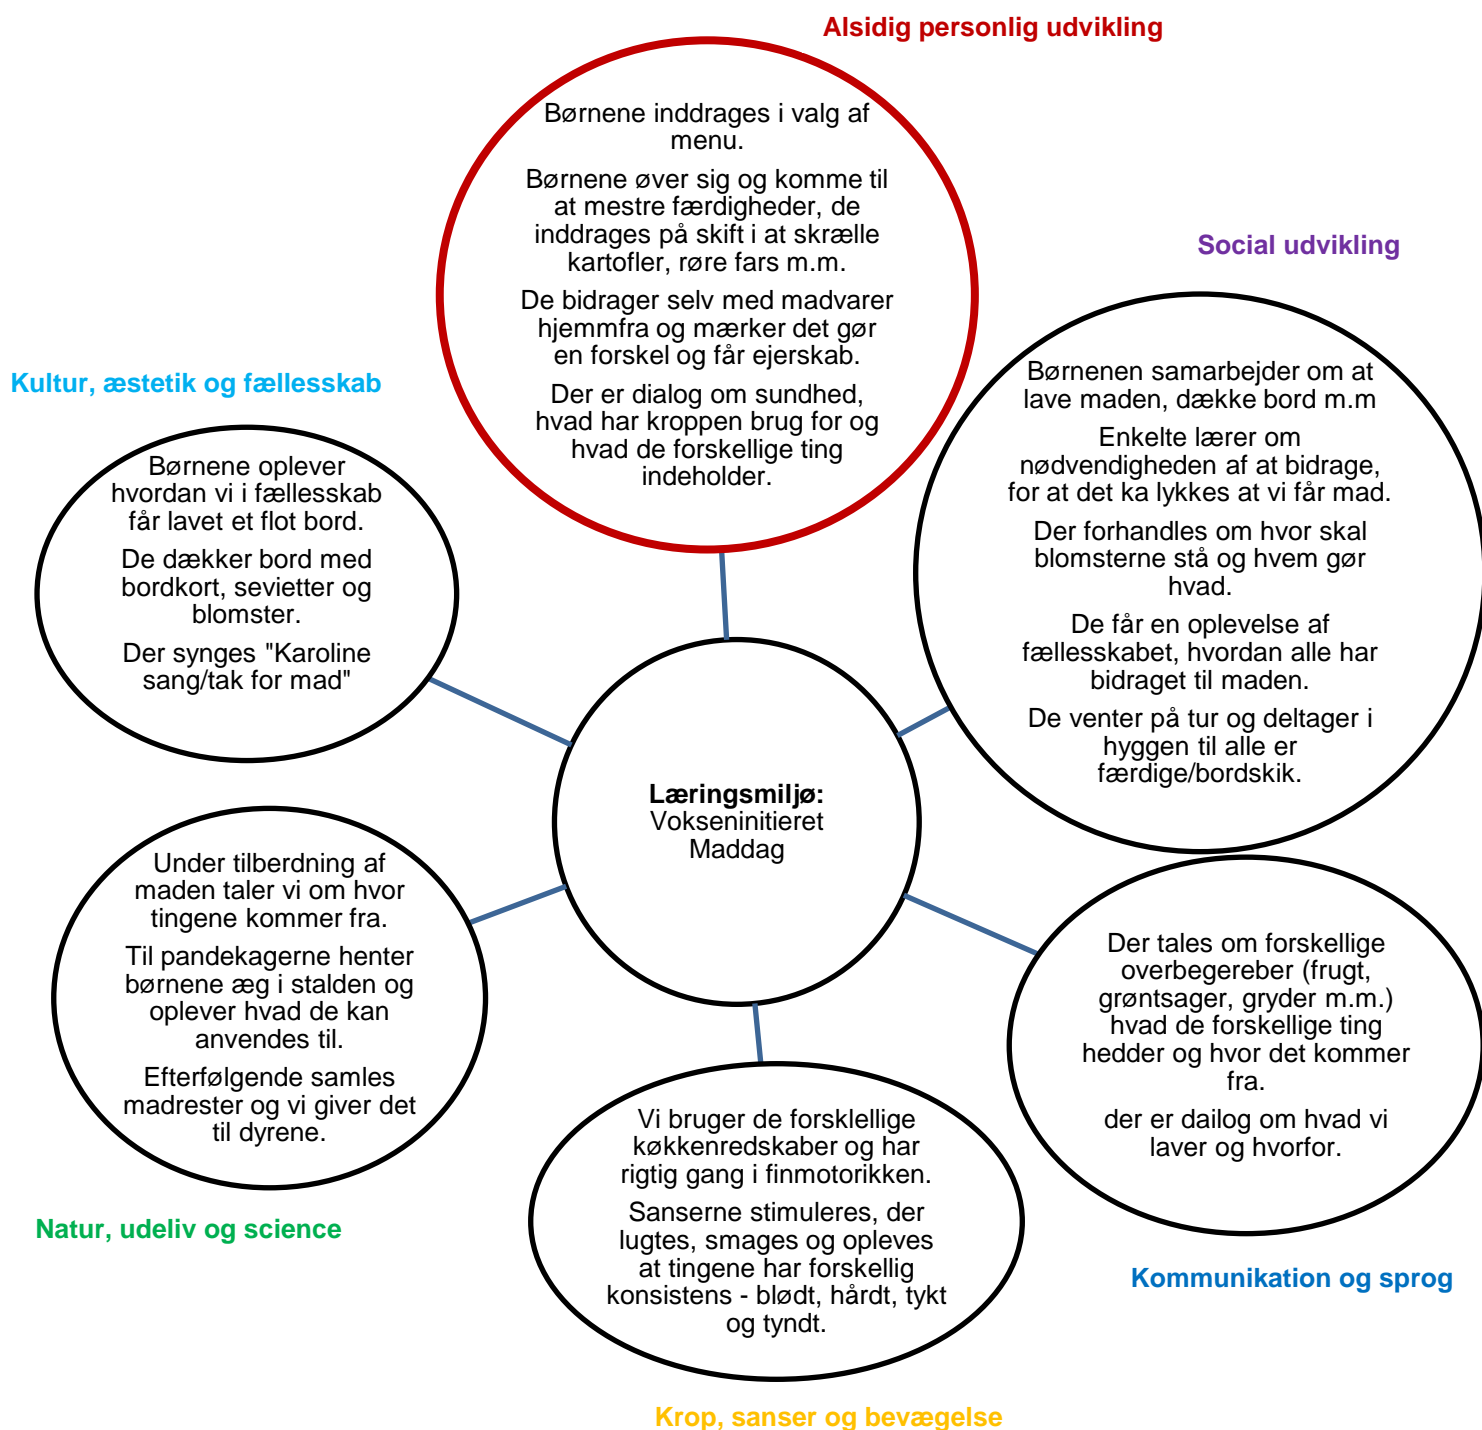 Alsidig personlig udvikling
Børnene inddrages i valg af
menu.
Børnene øver sig og komme til
at mestre færdigheder, de
inddrages på skift i at skrælle
kartofler, røre fars m.m.
De bidrager selv med madvarer
hjemmfra og mærker det gør
en forskel og får ejerskab.
Der er dialog om sundhed,
hvad har kroppen brug for og
hvad de forskellige ting
indeholder.
Social udvikling
Børnenen samarbejder om at
lave maden, dække bord m.m
Enkelte lærer om
nødvendigheden af at bidrage,
for at det ka lykkes at vi får mad.
Der forhandles om hvor skal
blomsterne stå og hvem gør
hvad.
De får en oplevelse af
fællesskabet, hvordan alle har
bidraget til maden.
De venter på tur og deltager i
hyggen til alle er
færdige/bordskik.
Kultur, æstetik og fællesskab
Børnene oplever
hvordan vi i fællesskab
får lavet et flot bord.
De dækker bord med
bordkort, sevietter og
blomster.
Der synges "Karoline
sang/tak for mad"
Læringsmiljø:
Vokseninitieret
Maddag
Under tilberdning af
maden taler vi om hvor
tingene kommer fra.
Til pandekagerne henter
børnene æg i stalden og
oplever hvad de kan
anvendes til.
Efterfølgende samles
madrester og vi giver det
til dyrene.
Natur, udeliv og science
Der tales om forskellige
overbegereber (frugt,
grøntsager, gryder m.m.)
hvad de forskellige ting
hedder og hvor det kommer
fra.
der er dailog om hvad vi
laver og hvorfor.
Kommunikation og sprog
Vi bruger de forsklellige
køkkenredskaber og har
rigtig gang i finmotorikken.
Sanserne stimuleres, der
lugtes, smages og opleves
at tingene har forskellig
konsistens - blødt, hårdt, tykt
og tyndt.
Krop, sanser og bevægelse